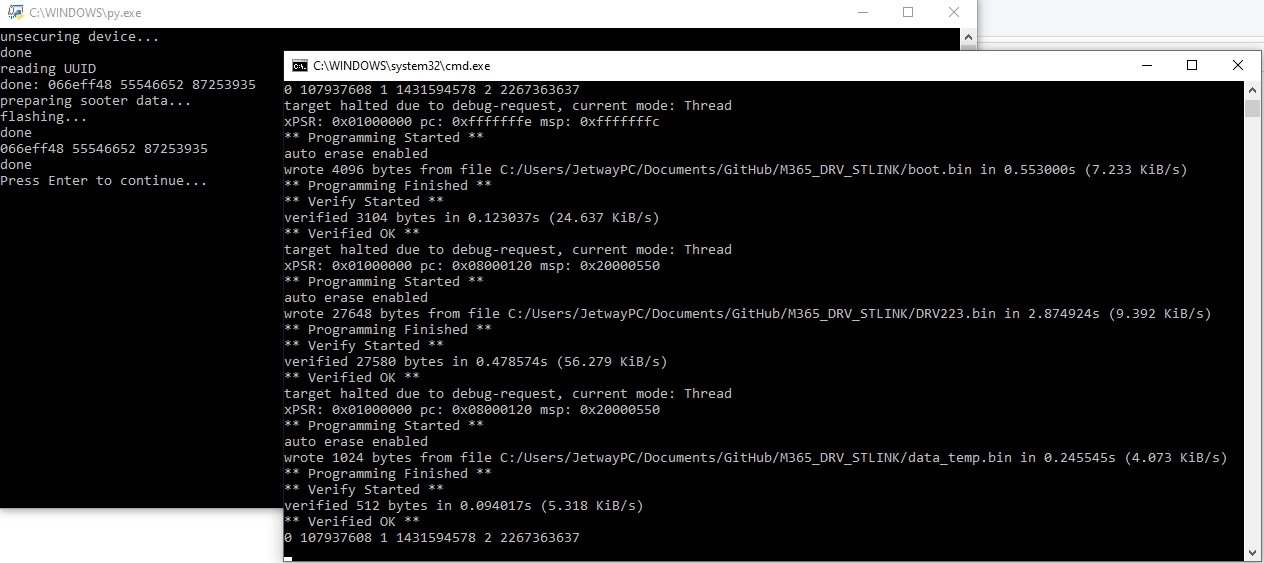 C:\WINDOWS\py.exe
unsecuring device...
done
reading UUID
done: 066eff48 55546652 87253935
preparing sooter data...
flashing...
done
066eff48 55546652 87253935
done
Press Enter to continue...
C:\WINDOWS\system32\cmd.exe
0 107937608 1 1431594578 2 2267363637
target halted due to debug-request, current mode: Thread
xPSR: 0x01000000 pc: 0xfffffffe msp: 0xfffffffc
** Programming Started **
auto erase enabled
wrote 4096 bytes from file C:/Users/JetwayPC/Documents/GitHub/M365_DRV_STLINK/boot.bin in 0.553000s (7.233 KiB/s)
** Programming Finished **
** Verify Started **
verified 3104 bytes in 0.123037s (24.637 KiB/s)
** Verified OK **
target halted due to debug-request, current mode: Thread
xPSR: 0x01000000 pc: 0x08000120 msp: 0x20000550
** Programming Started **
auto erase enabled
wrote 27648 bytes from file C:/Users/JetwayPC/Documents/GitHub/M365_DRV_STLINK/DRV223.bin in 2.874924s (9.392 KiB/s)
** Programming Finished **
** Verify Started **
verified 27580 bytes in 0.478574s (56.279 KiB/s)
** Verified OK **
target halted due to debug-request, current mode: Thread
xPSR: 0x01000000 pc: 0x08000120 msp: 0x20000550
** Programming Started **
auto erase enabled
wrote 1024 bytes from file C:/Users/JetwayPC/Documents/GitHub/M365_DRV_STLINK/data_temp.bin in 0.245545s (4.073 KiB/s)
** Programming Finished **
** Verify Started **
verified 512 bytes in 0.094017s (5.318 KiB/s)
** Verified OK **
0 107937608 1 1431594578 2 2267363637